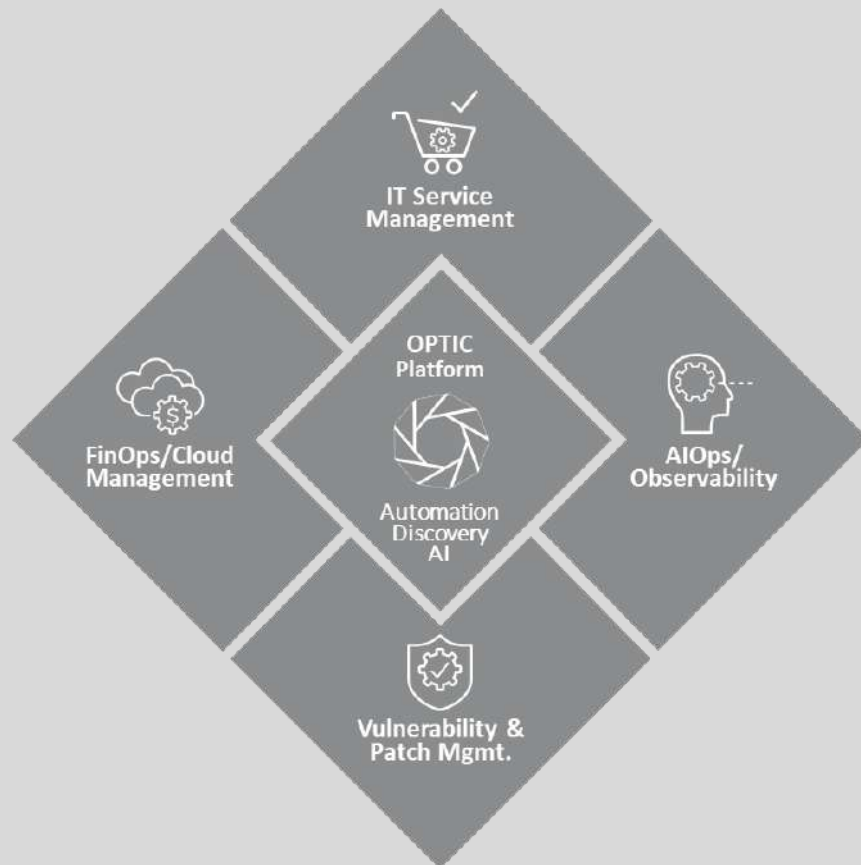 IT Service
Management
OPTIC
Platform
FinOps/Cloud
Management
$
AIOps/
Observability
Automation
Discovery
AI
Vulnerability &
Patch Mgmt.